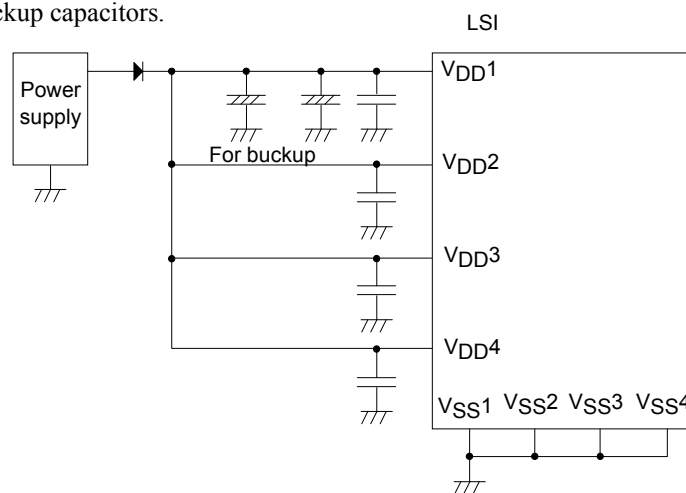 ckup capacitors.
LSI
Power
supply
VDD1
For buckup
VDD2
VDD3
VDD4
VSS1 VSS2 VSS3 VSS4